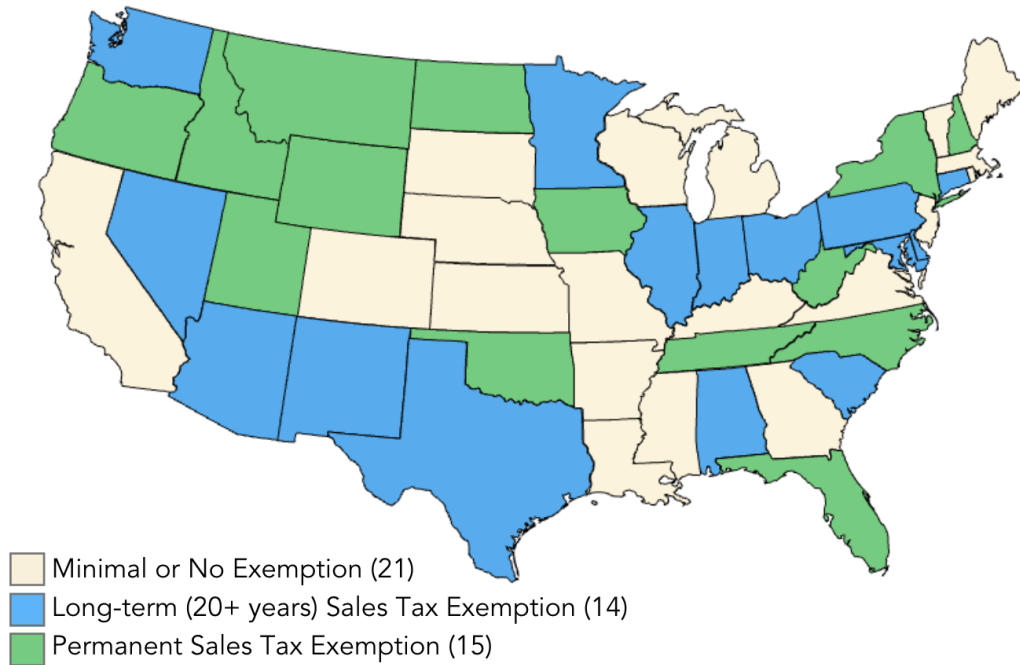 Minimal or No Exemption (21)
Long-term (20+ years) Sales Tax Exemption (14)
Permanent Sales Tax Exemption (15)